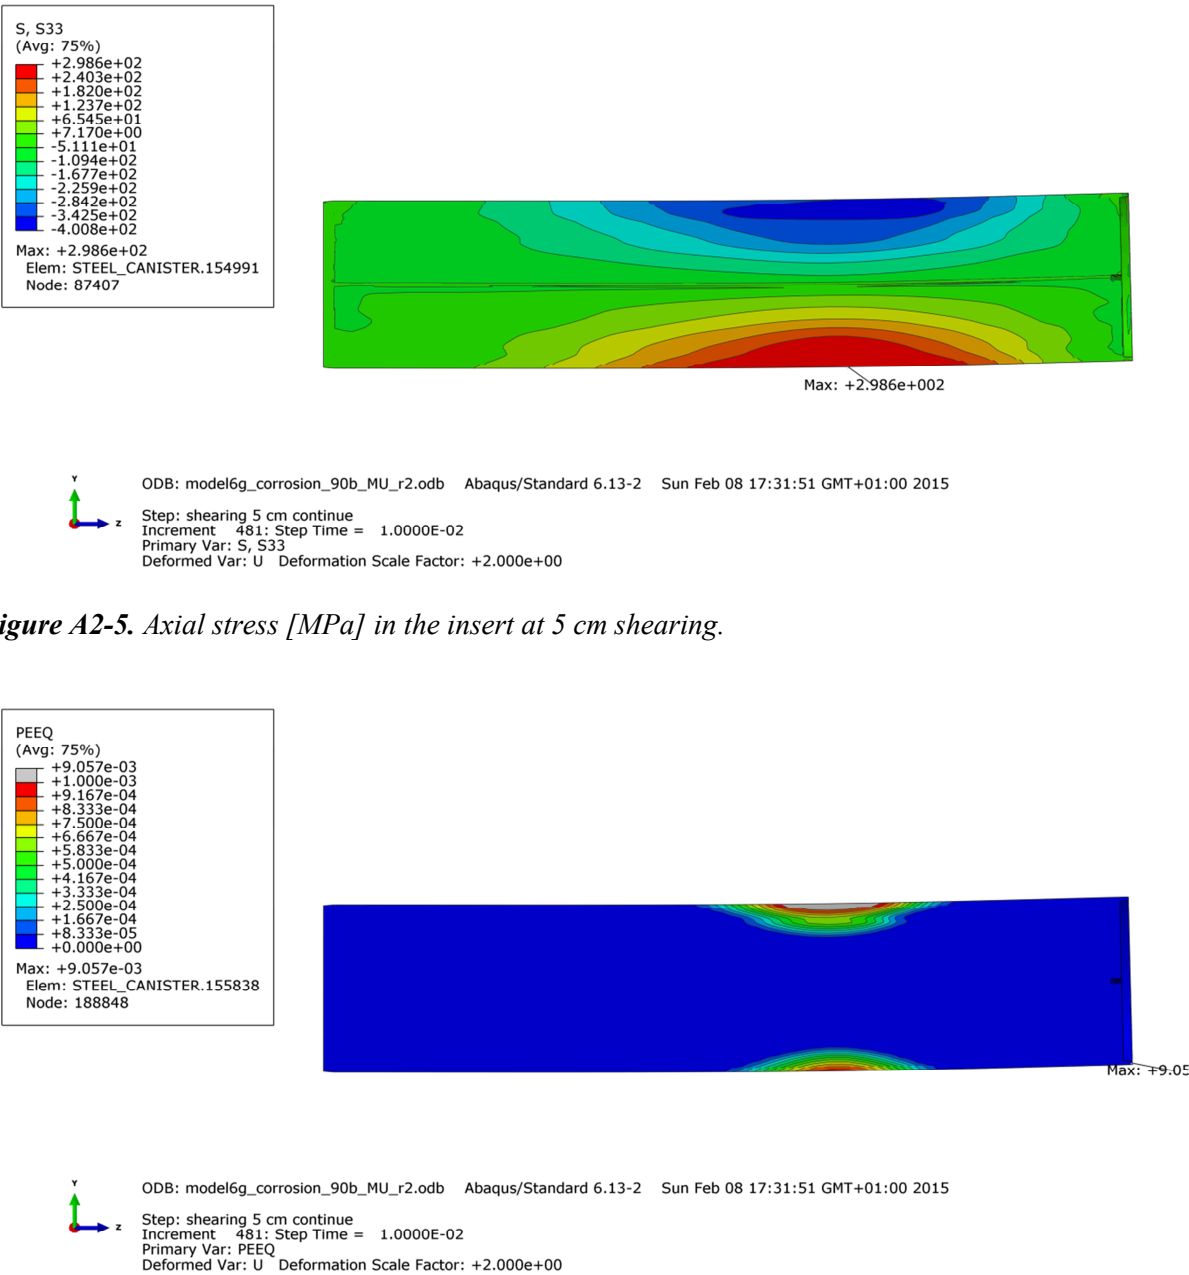 S, S33
(Avg: 75%)
+2.986e+02
+2.403e+02
+1.820e+02
+1.237e+02
+6.545e+01
+7.170e+00
-5.111e+01
-1.094e+02
-1.677e+02
-2.259e+02
-2.842e+02
-3.425e+02
-4.008e+02
Max: +2.986e+02
Elem: STEEL_CANISTER.154991
Node: 87407
Max: +2.986e+002
Y
Z
ODB: model6g_corrosion_90b_MU_r2.odb Abaqus/Standard 6.13-2 Sun Feb 08 17:31:51 GMT+01:00 2015
Step: shearing 5 cm continue
Increment 481: Step Time = 1.0000E-02
Primary Var: S, S33
Deformed Var: U Deformation Scale Factor: +2.000e+00
igure A2-5. Axial stress [MPa] in the insert at 5 cm shearing.
PEEQ
(Avg: 75%)
+9.057e-03
+1.000e-03
+9.167e-04
+8.333e-04
+7.500e-04
+6.667e-04
+5.833e-04
+5.000e-04
+4.167e-04
+3.333e-04
+2.500e-04
+1.667e-04
+8.333e-05
+0.000e+00
Max: +9.057e-03
Elem: STEEL_CANISTER.155838
Node: 188848
Max: +9.05
Y
Z
ODB: model6g_corrosion_90b_MU_r2.odb Abaqus/Standard 6.13-2 Sun Feb 08 17:31:51 GMT+01:00 2015
Step: shearing 5 cm continue
Increment 481: Step Time = 1.0000E-02
Primary Var: PEEQ
Deformed Var: U Deformation Scale Factor: +2.000e+00